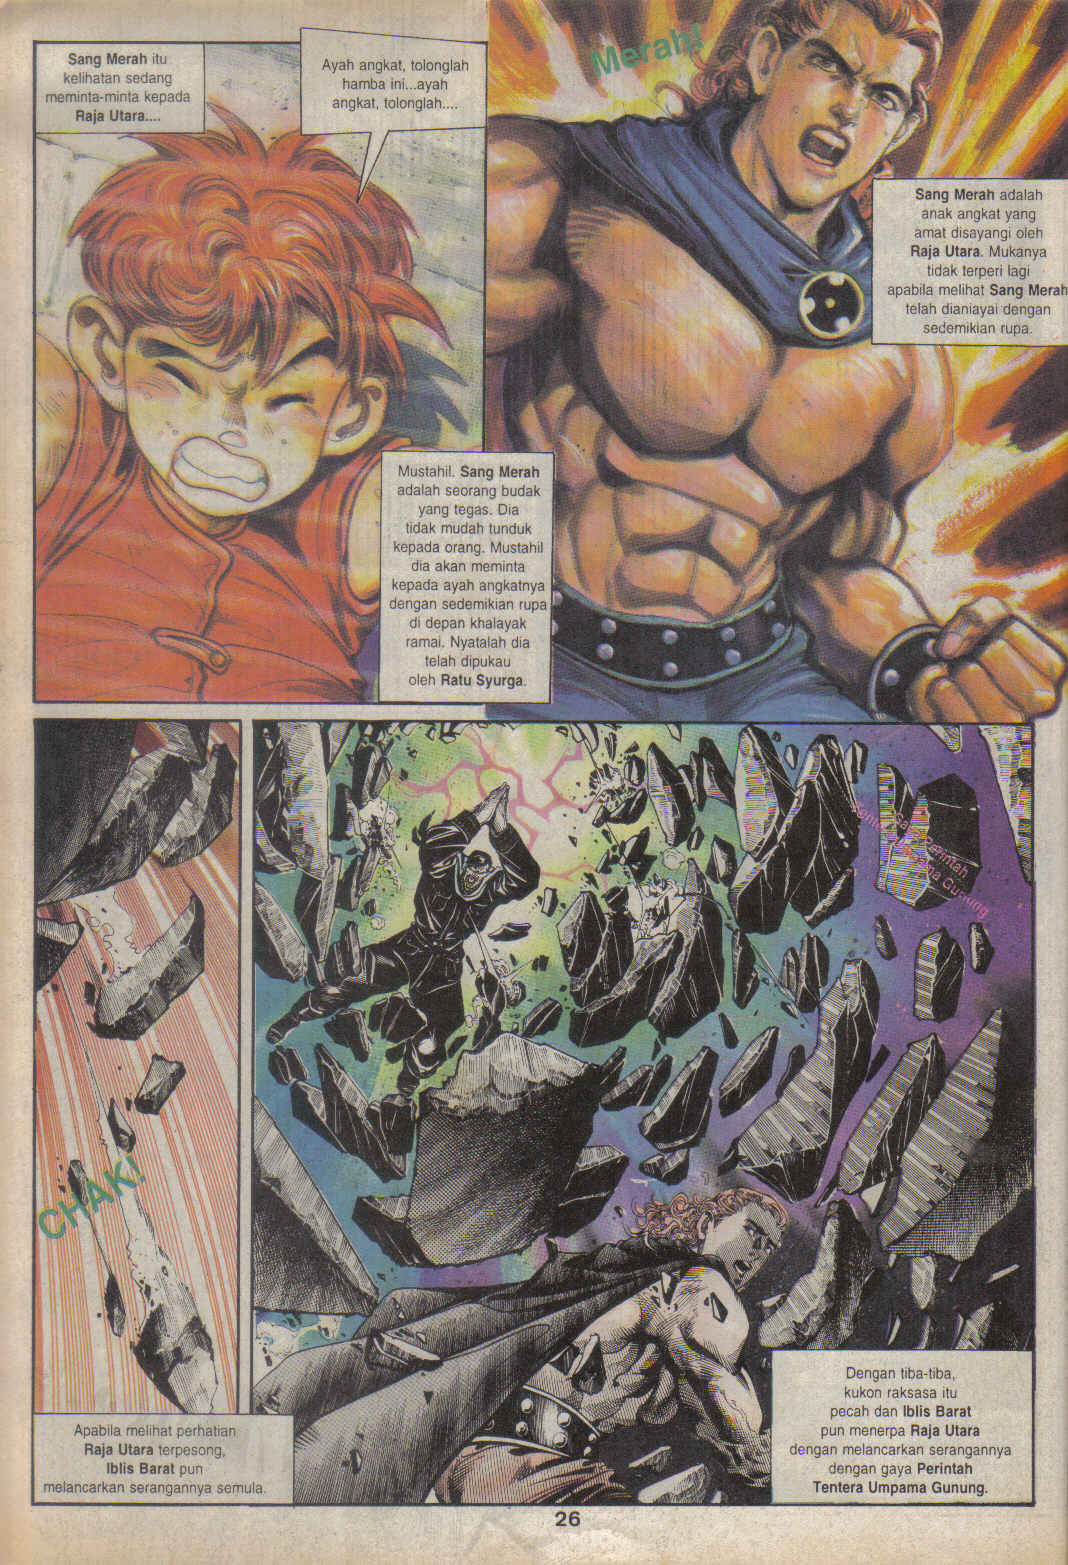 Sang Merah itu
kelihatan sedang
meminta-minta kepada
Raja Utara....
Ayah angkat, tolonglah
hamba ini...ayah
angkat, tolonglah....
Merah!
Sang Merah adalah
anak angkat yang
amat disayangi oleh
Raja Utara. Mukanya
tidak terperi lagi
apabila melihat Sang Merah
telah dianiayai dengan
sedemikian rupa.
Mustahil. Sang Merah
adalah seorang budak
yang tegas. Dia
tidak mudah tunduk
kepada orang. Mustahil
dia akan meminta
kepada ayah angkatnya
dengan sedemikian rupa
di depan khalayak
ramai. Nyatalah dia
telah dipukau
oleh Ratu Syurga.
CHAK!
Apabila melihat perhatian
Raja Utara terpesong,
Iblis Barat pun
melancarkan serangannya semula.
Perintah
Gunung
Dengan tiba-tiba,
kukon raksasa itu
pecah dan Iblis Barat
pun menerpa Raja Utara
dengan melancarkan serangannya
dengan gaya Perintah
Tentera Umpama Gunung.
26